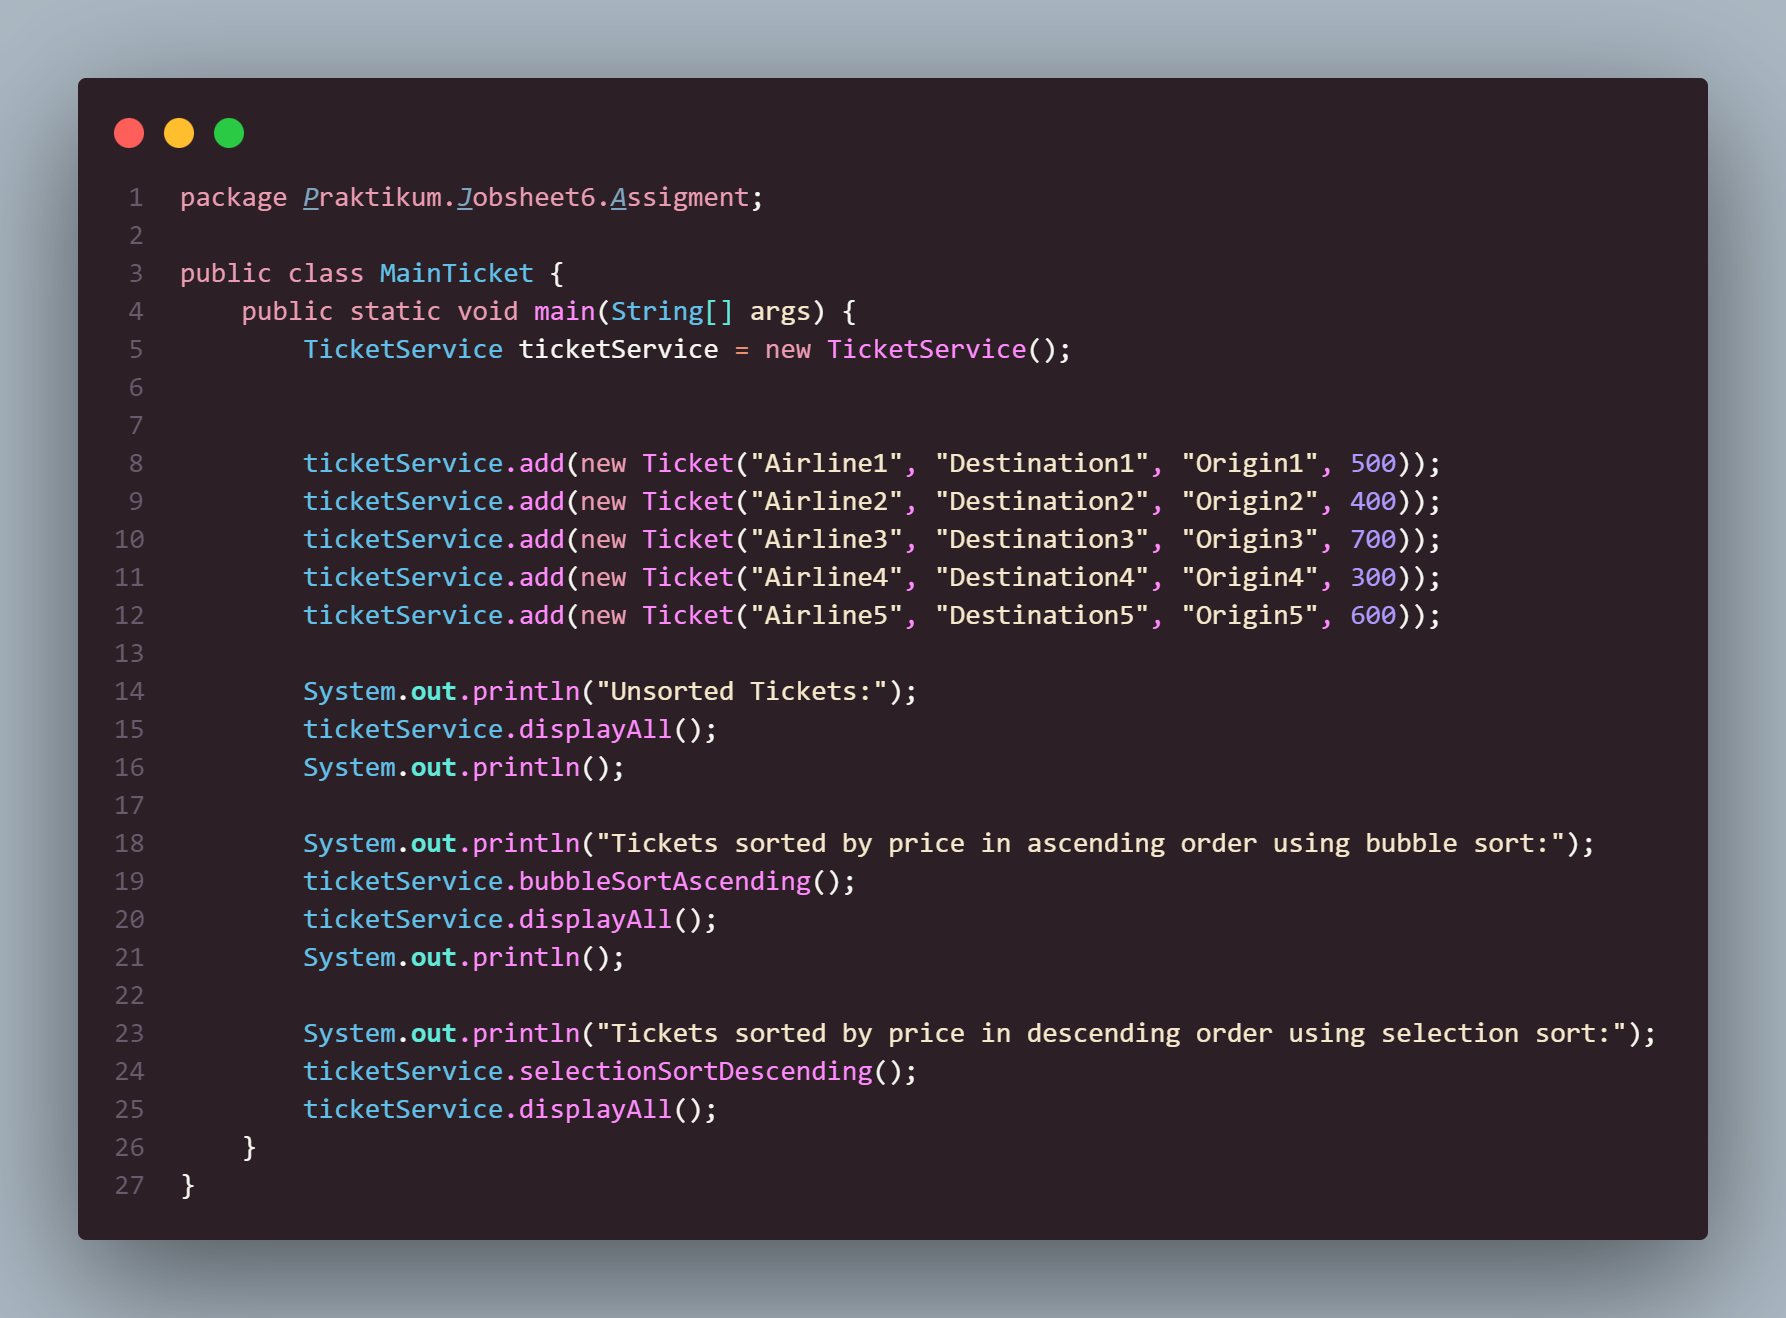 1 package Praktikum.Jobsheet6.Assigment;
2
3 public class MainTicket {
4     public static void main(String[] args) {
5         TicketService ticketService = new TicketService();
6
7
8         ticketService.add(new Ticket("Airline1", "Destination1", "Origin1", 500));
9         ticketService.add(new Ticket("Airline2", "Destination2", "Origin2", 400));
10         ticketService.add(new Ticket("Airline3", "Destination3", "Origin3", 700));
11         ticketService.add(new Ticket("Airline4", "Destination4", "Origin4", 300));
12         ticketService.add(new Ticket("Airline5", "Destination5", "Origin5", 600));
13
14         System.out.println("Unsorted Tickets:");
15         ticketService.displayAll();
16         System.out.println();
17
18         System.out.println("Tickets sorted by price in ascending order using bubble sort:");
19         ticketService.bubbleSortAscending();
20         ticketService.displayAll();
21         System.out.println();
22
23         System.out.println("Tickets sorted by price in descending order using selection sort:");
24         ticketService.selectionSortDescending();
25         ticketService.displayAll();
26     }
27 }